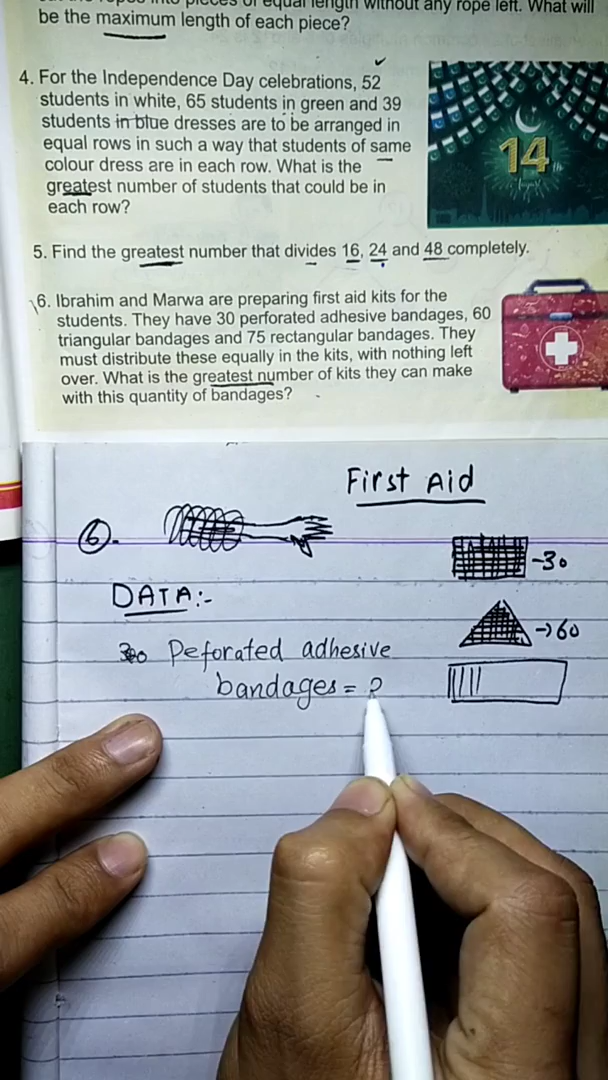 be the maximum length of each piece?
4. For the Independence Day celebrations, 52
students in white, 65 students in green and 39
students in blue dresses are to be arranged in
equal rows in such a way that students of same
colour dress are in each row. What is the
greatest number of students that could be in
each row?
14
August
5. Find the greatest number that divides 16, 24 and 48 completely.
6. Ibrahim and Marwa are preparing first aid kits for the
students. They have 30 perforated adhesive bandages, 60
triangular bandages and 75 rectangular bandages. They
must distribute these equally in the kits, with nothing left
over. What is the greatest number of kits they can make
with this quantity of bandages?
First Aid
6.
-30
DATA:-
→60
Peforated adhesive
bandages =